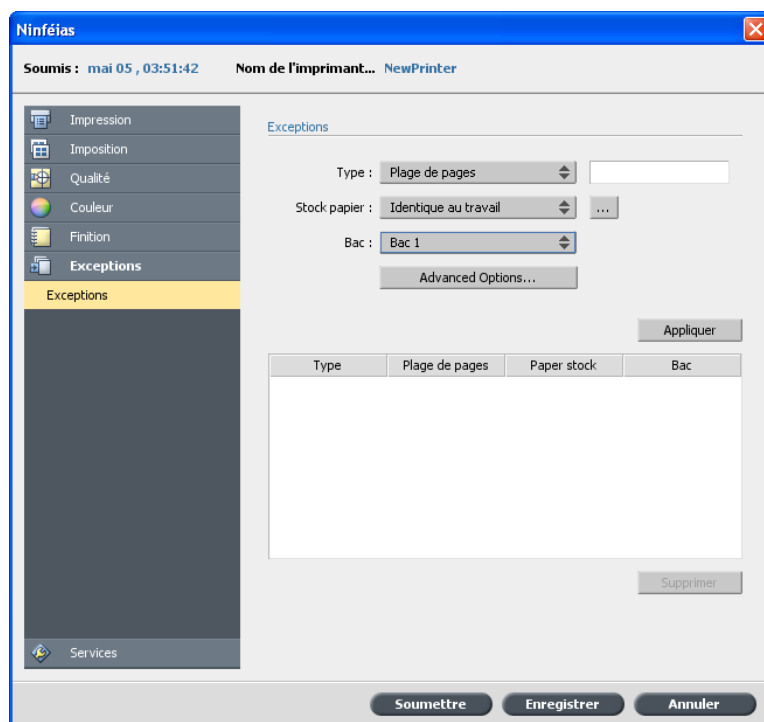 Ninféias
Soumis : mai 05 , 03:51:42 Nom de l'imprimant... NewPrinter
Impression
Imposition
Qualité
Couleur
Finition
Exceptions
Exceptions
Services
Exceptions
Type : Plage de pages
Stock papier : Identique au travail ...
Bac : Bac 1
Advanced Options...
Appliquer
Type Plage de pages Paper stock Bac
Supprimer
Soumettre Enregistrer Annuler